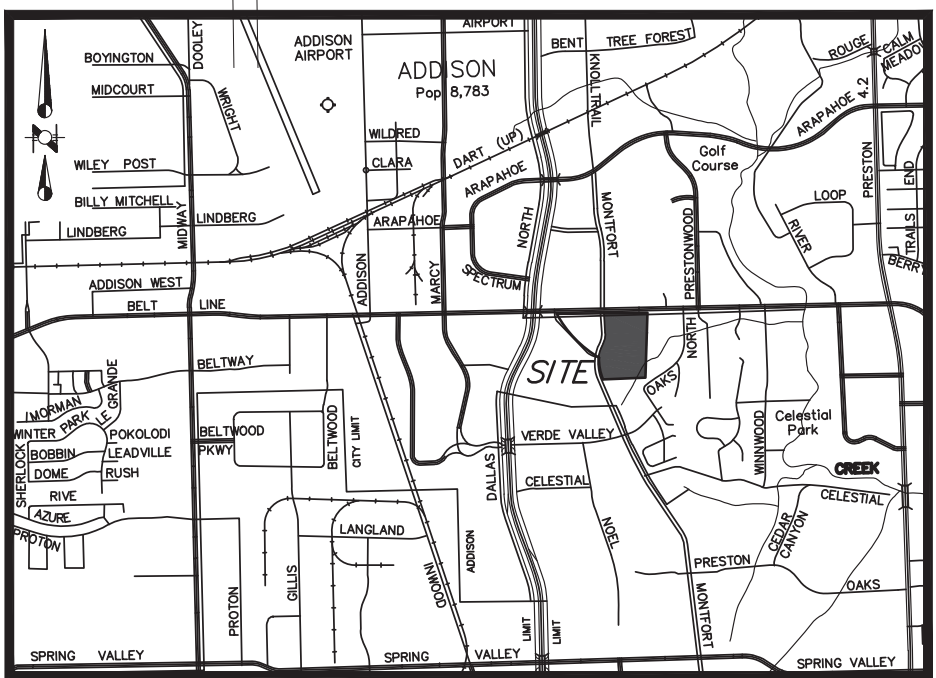 AIRPORT
DOOLEY
ADDISON
AIRPORT
BENT TREE FOREST
ROUGE
CALM
MEADOW
BOYINGTON
ADDISON
Pop 8,783
KNOLLTRAIL
MIDCOURT
WRIGHT
ARAPAHOE
4.2
WILDRED
DART (UP)
CLARA
WILEY POST
ARAPAHOE
Golf
Course
PRESTON
END
BILLY MITCHELL
MIDWAY
LINDBERG
LINDBERG
ARAPAHOE
NORTH
MONTFORT
PRESTONWOOD
LOOP
RIVER
TRAILS
BERRY
SPECTRUM
ADDISON WEST
ADDISON
MARCY
BELT LINE
NORTH
SITE
BELTWAY
GRANDE
LE
OAKS
MORMAN
WINTER PARK
POKOLODI
BELTWOOD
PKWY
BELTWOOD
CITY LIMIT
VERDE VALLEY
WINNWOOD
Celestial
Park
BOBBIN
LEADVILLE
SHERLOCK
DOME
RUSH
DALLAS
CREEK
CELESTIAL
RIVE
CELESTIAL
AZURE
PROTON
LANGLAND
ADDISON
NOEL
CEDAR
CANYON
PRESTON
OAKS
INWOOD
PROTON
GILLIS
MONTFORT
LIMIT
LIMIT
SPRING VALLEY
SPRING VALLEY
SPRING VALLEY